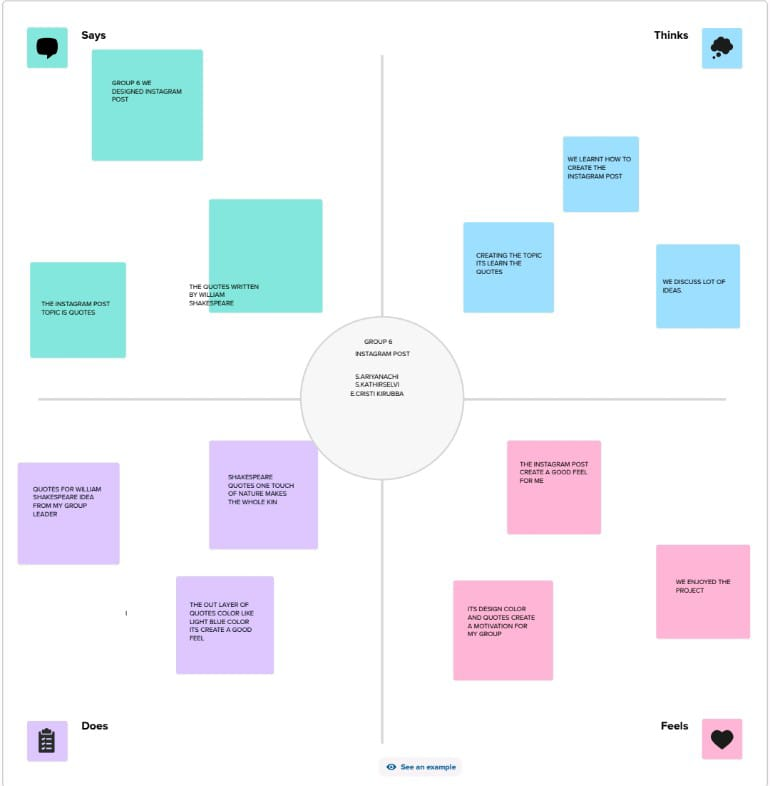 Says
GROUP 6 WE
DESIGNED INSTAGRAM
POST
THE QUOTES WRITTEN
BY WILLIAM
SHAKESPEARE
THE INSTAGRAM POST
TOPIC IS QUOTES
Thinks
WE LEARNT HOW TO
CREATE THE
INSTAGRAM POST
CREATING THE TOPIC
ITS LEARN THE
QUOTES
WE DISCUSS LOT OF
IDEAS.
GROUP 6
INSTAGRAM POST
S.ARIYANACHI
S.KATHIRSELVI
E.CRISTI KIRUBBA
QUOTES FOR WILLIAM
SHAKESPEARE IDEA
FROM MY GROUP
LEADER
SHAKESPEARE
QUOTES ONE TOUCH
OF NATURE MAKES
THE WHOLE KIN
THE OUT LAYER OF
QUOTES COLOR LIKE
LIGHT BLUE COLOR
ITS CREATE A GOOD
FEEL
Does
THE INSTAGRAM POST
CREATE A GOOD FEEL
FOR ME
WE ENJOYED THE
PROJECT
ITS DESIGN COLOR
AND QUOTES CREATE
A MOTIVATION FOR
MY GROUP
Feels
See an example